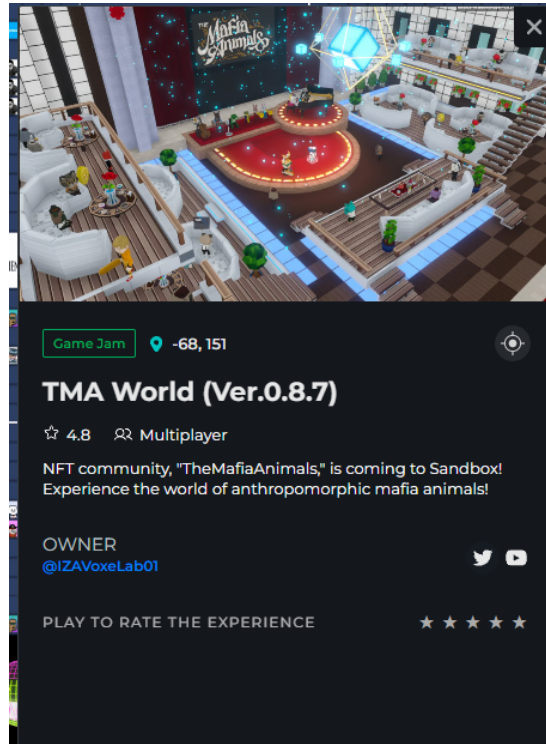 THE
Mafia
Animals
Game Jam
-68, 151
TMA World (Ver.0.8.7)
4.8
Multiplayer
NFT community, "TheMafiaAnimals," is coming to Sandbox!
Experience the world of anthropomorphic mafia animals!
OWNER
@IZAVoxeLab01
PLAY TO RATE THE EXPERIENCE